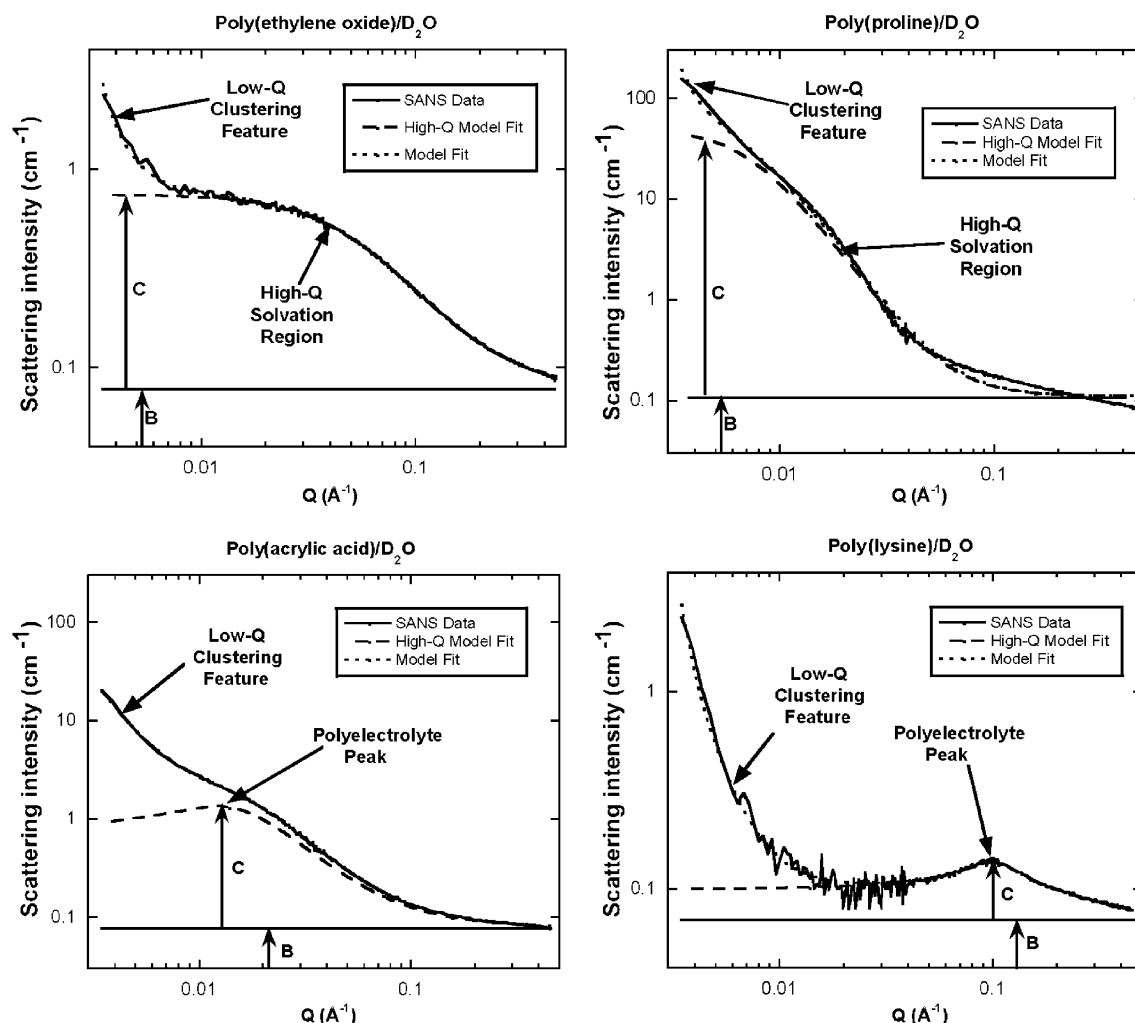 Poly(ethylene oxide)/D₂O
Scattering intensity (cm⁻¹)
1
0.1
Low-Q
Clustering
Feature
SANS Data
High-Q Model Fit
Model Fit
C
High-Q
Solvation
Region
B
0.01
0.1
Q (Å⁻¹)
Poly(proline)/D₂O
Scattering intensity (cm⁻¹)
100
10
1
0.1
Low-Q
Clustering
Feature
SANS Data
High-Q Model Fit
Model Fit
High-Q
Solvation
Region
C
B
0.01
0.1
Q (Å⁻¹)
Poly(acrylic acid)/D₂O
Scattering intensity (cm⁻¹)
100
10
1
0.1
Low-Q
Clustering
Feature
SANS Data
High-Q Model Fit
Model Fit
Polyelectrolyte
Peak
C
B
0.01
0.1
Q (Å⁻¹)
Poly(lysine)/D₂O
Scattering intensity (cm⁻¹)
1
0.1
SANS Data
High-Q Model Fit
Model Fit
Low-Q
Clustering
Feature
Polyelectrolyte
Peak
C
B
0.01
0.1
Q (Å⁻¹)